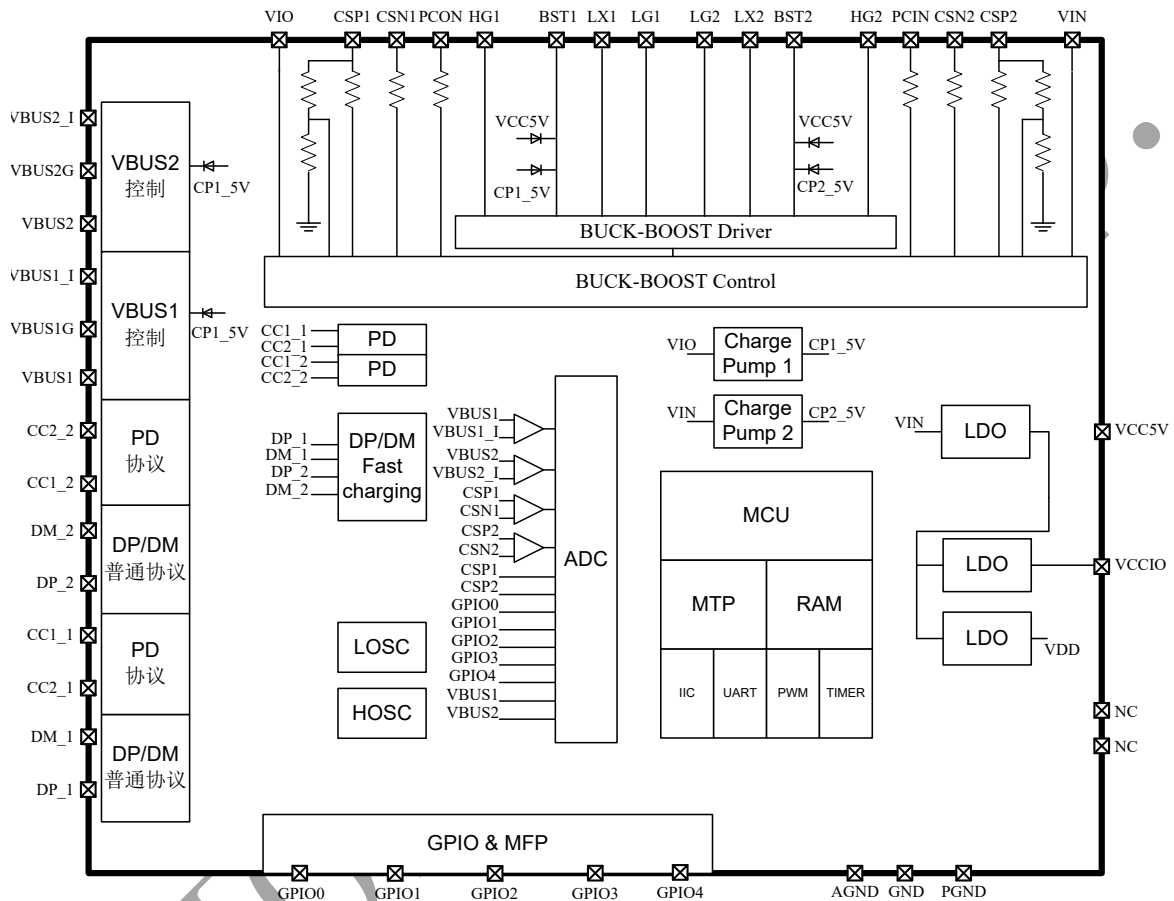 VIO CSP1 CSN1 PCON HG1 BST1 LX1 LG1 LG2 LX2 BST2 HG2 PCIN CSN2 CSP2 VIN
VBUS2_I
VBUS2G
VBUS2
VBUS1_I
VBUS1G
VBUS1
CC2_2
CC1_2
DM_2
DP_2
CC1_1
CC2_1
DM_1
DP_1
VBUS2
控制
CP1_5V
VBUS1
控制
CP1_5V
PD
协议
DP/DM
普通协议
PD
协议
DP/DM
普通协议
VCC5V
CP1_5V
VCC5V
CP2_5V
BUCK-BOOST Driver
BUCK-BOOST Control
CC1_1
CC2_1
CC1_2
CC2_2
PD
PD
DP_1
DM_1
DP_2
DM_2
DP/DM
Fast
charging
LOSC
HOSC
VBUS1
VBUS1_I
VBUS2
VBUS2_I
CSP1
CSN1
CSP2
CSN2
CSP1
CSP2
GPIO0
GPIO1
GPIO2
GPIO3
GPIO4
VBUS1
VBUS2
ADC
VIO
Charge
Pump 1
CP1_5V
VIN
Charge
Pump 2
CP2_5V
MCU
MTP RAM
IIC UART PWM TIMER
VIN
LDO
LDO
LDO
VDD
VCC5V
VCCIO
NC
NC
GPIO & MFP
GPIO0 GPIO1 GPIO2 GPIO3 GPIO4 AGND GND PGND